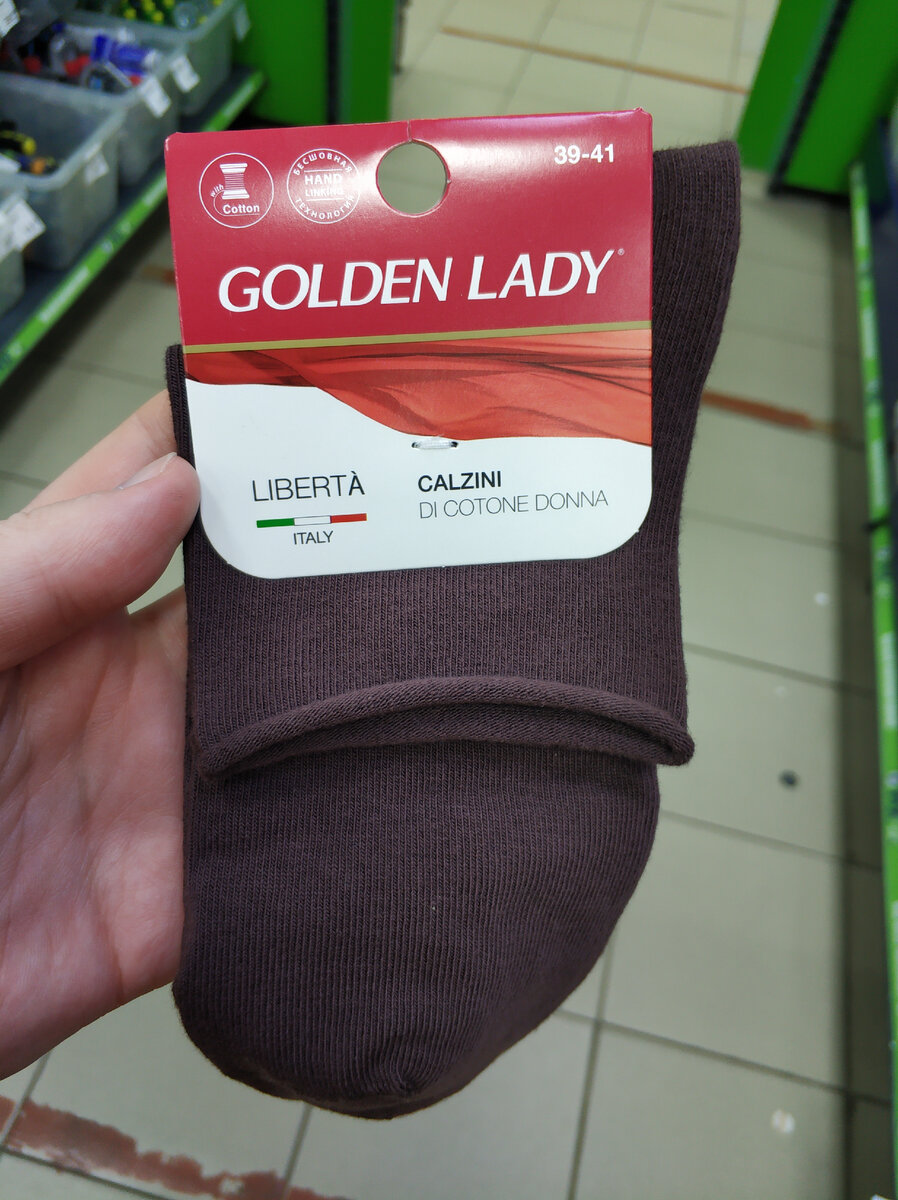 with
Cotton
БЕСШОВНАЯ
HAND
LINKING
ТЕХНОЛОГИЯ
39-41
GOLDEN LADY®
LIBERTÀ
ITALY
CALZINI
DI COTONE DONNA